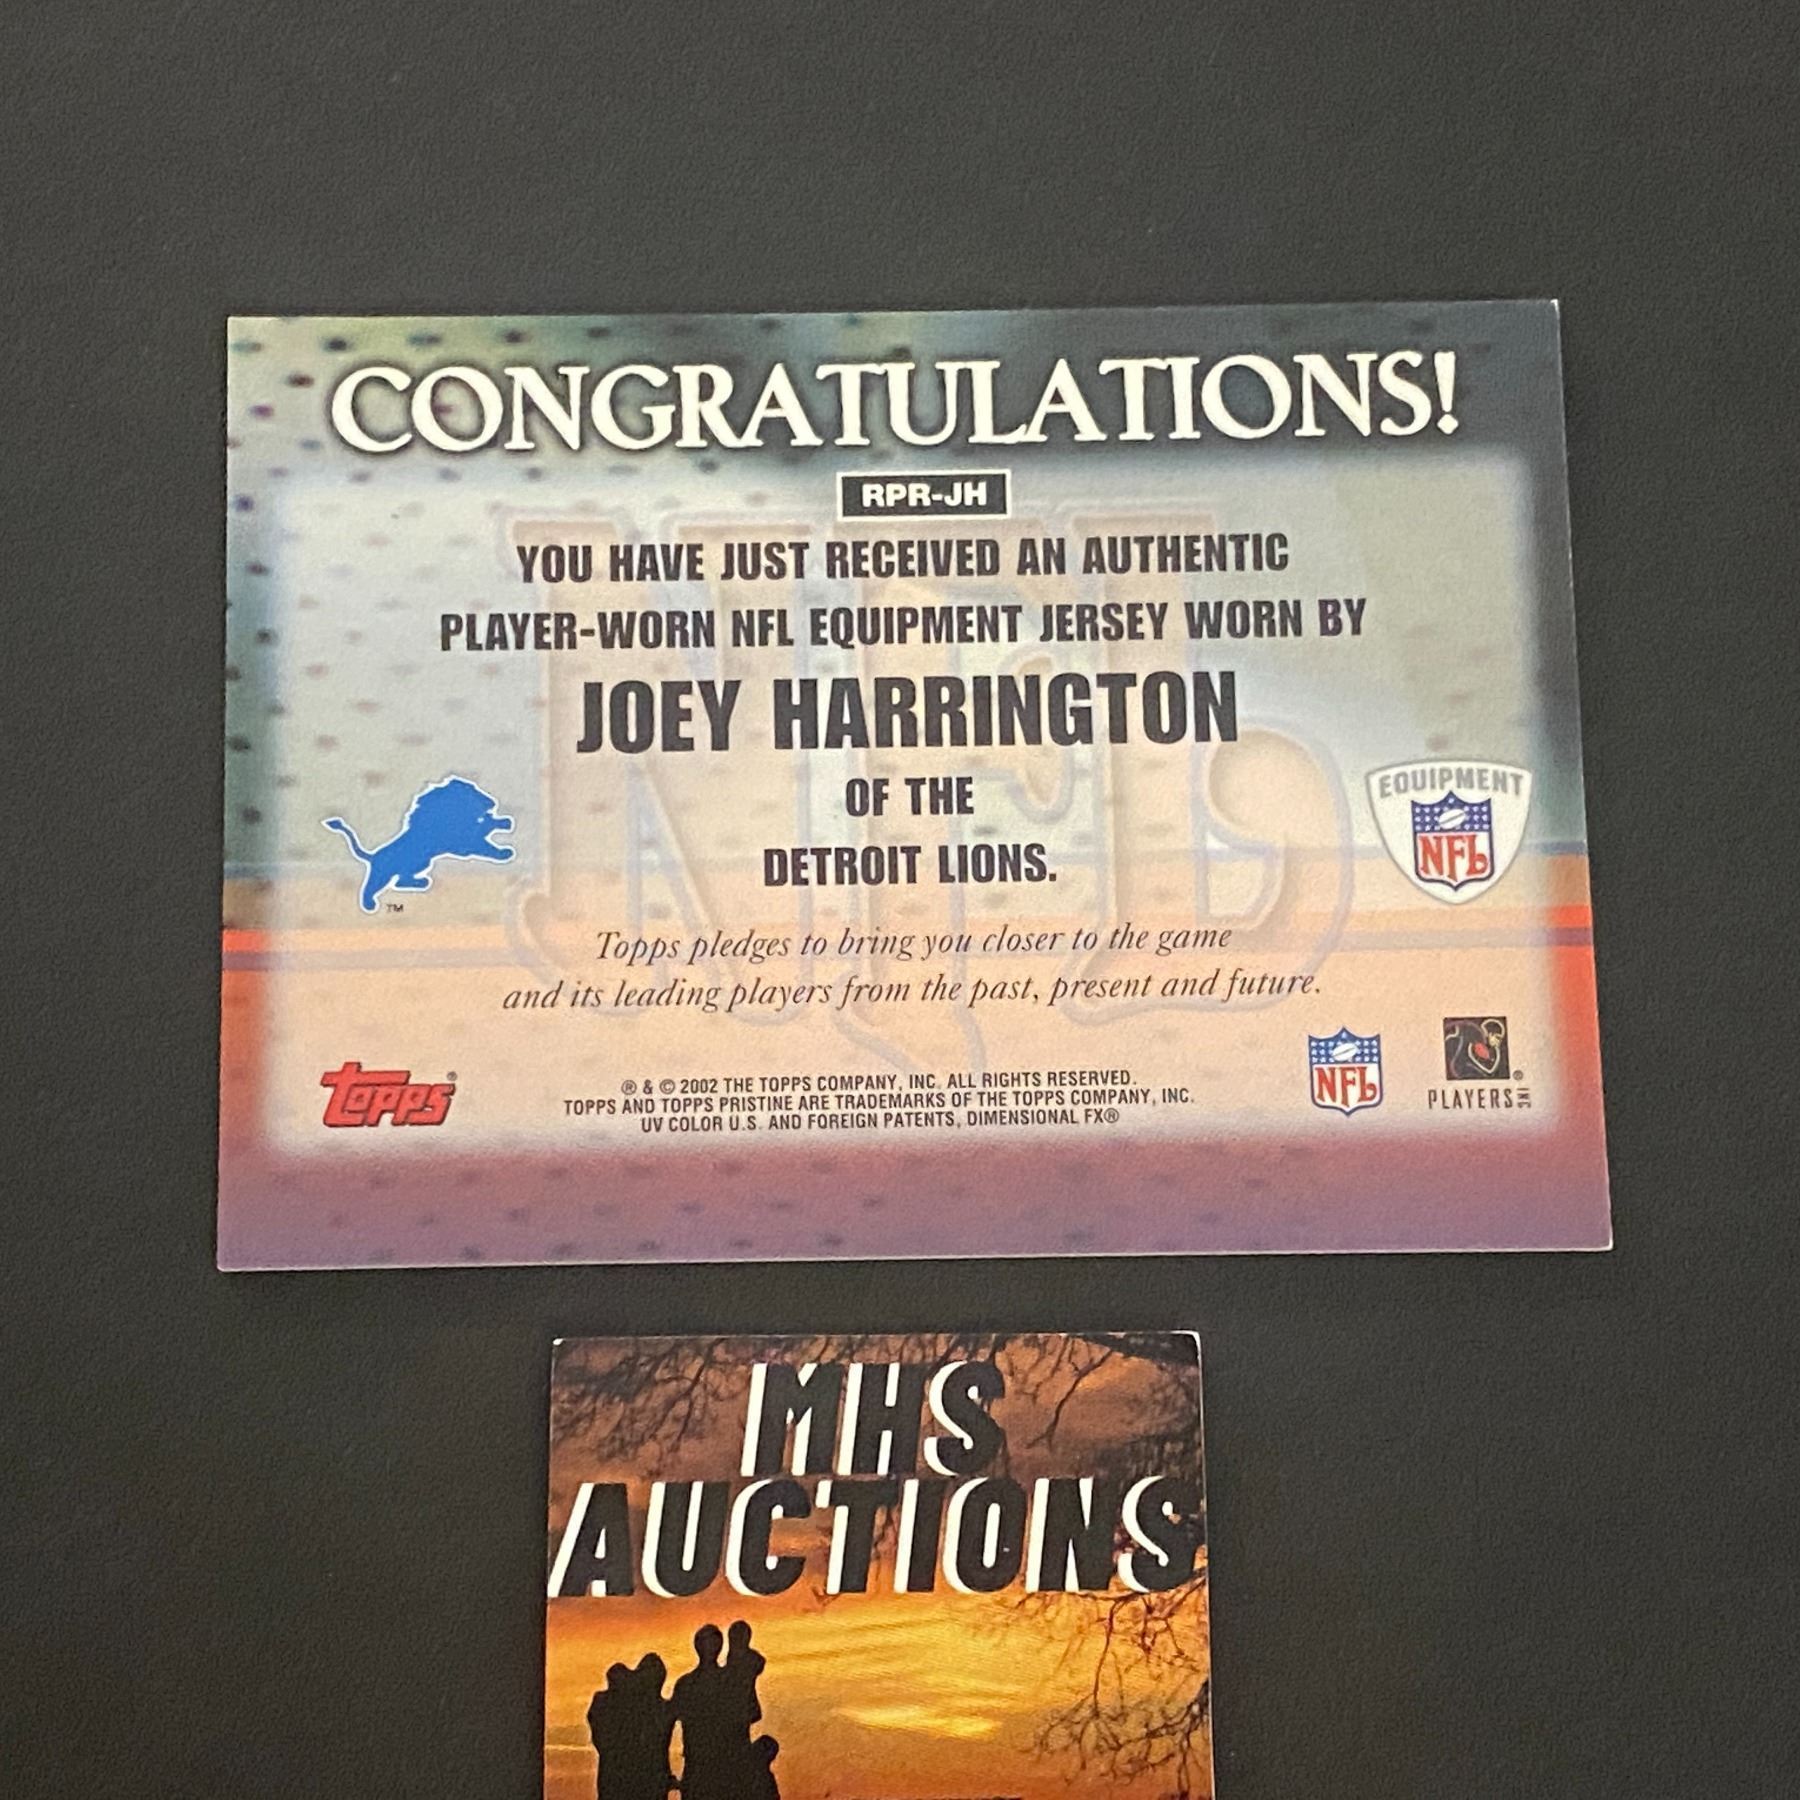 CONGRATULATIONS!
RPR-JH
YOU HAVE JUST RECEIVED AN AUTHENTIC
PLAYER-WORN NFL EQUIPMENT JERSEY WORN BY
JOEY HARRINGTON
OF THE
DETROIT LIONS.
TM
EQUIPMENT
NFL
Topps pledges to bring you closer to the game
and its leading players from the past, present and future.
Topps®
® & © 2002 THE TOPPS COMPANY, INC. ALL RIGHTS RESERVED.
TOPPS AND TOPPS PRISTINE ARE TRADEMARKS OF THE TOPPS COMPANY, INC.
UV COLOR U.S. AND FOREIGN PATENTS, DIMENSIONAL FX®
NFL
PLAYERS INC ®
NFL
MHS
AUCTIONS